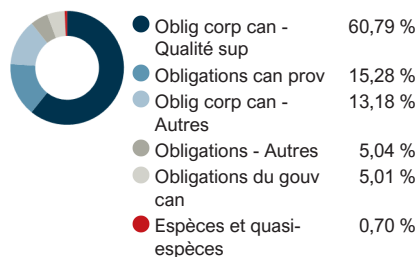 Oblig corp can - 60,79 %
Qualité sup
Obligations can prov 15,28 %
Oblig corp can - 13,18 %
Autres
Obligations - Autres 5,04 %
Obligations du gouv 5,01 %
can
Espèces et quasi- 0,70 %
espèces